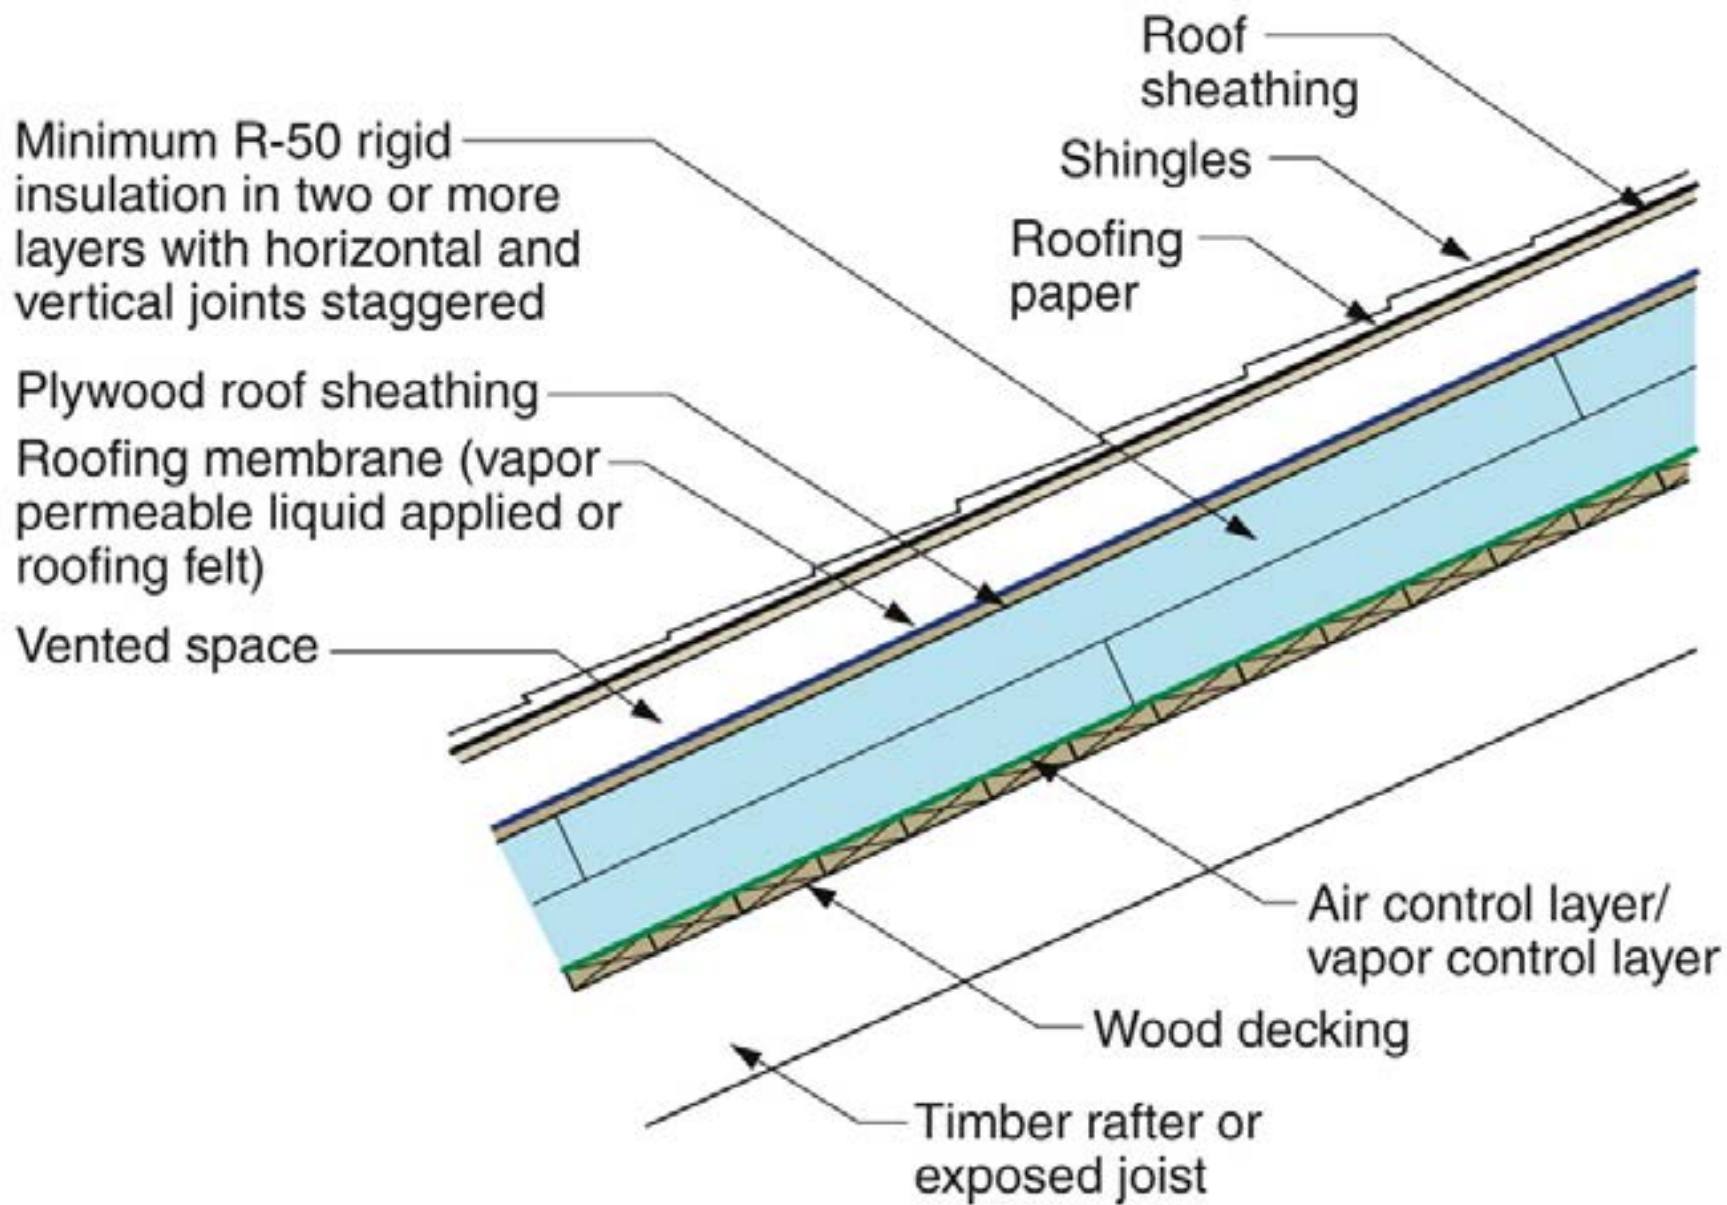 Roof
sheathing
Minimum R-50 rigid
insulation in two or more
layers with horizontal and
vertical joints staggered
Shingles
Roofing
paper
Plywood roof sheathing
Roofing membrane (vapor
permeable liquid applied or
roofing felt)
Vented space
Air control layer/
vapor control layer
Wood decking
Timber rafter or
exposed joist